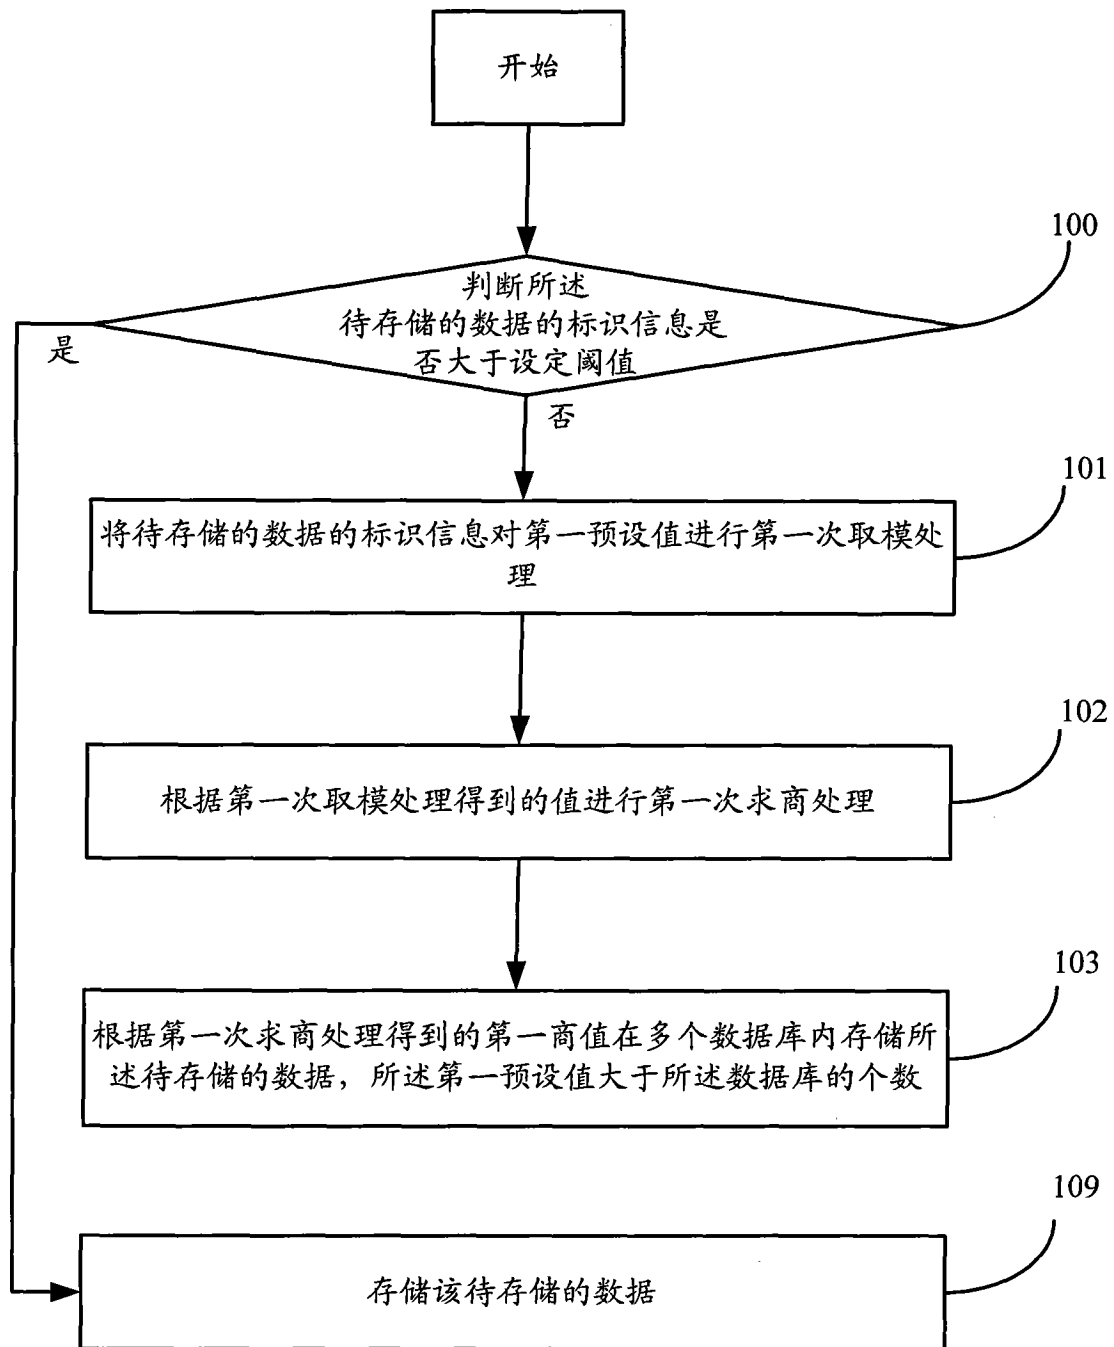 开始
100
判断所述
待存储的数据的标识信息是
否大于设定阈值
是
否
101
将待存储的数据的标识信息对第一预设值进行第一次取模处
理
102
根据第一次取模处理得到的值进行第一次求商处理
103
根据第一次求商处理得到的第一商值在多个数据库内存储所
述待存储的数据，所述第一预设值大于所述数据库的个数
109
存储该待存储的数据